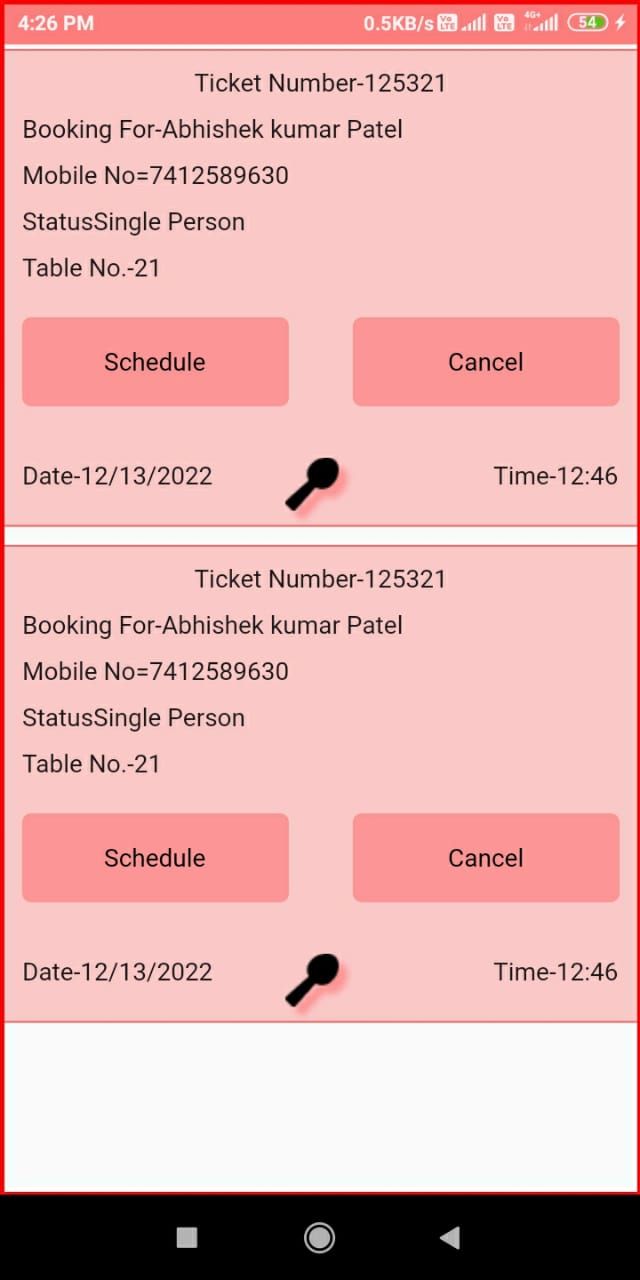 4:26 PM 0.5KB/s Vo LTE Vo LTE 4G+ 54
Ticket Number-125321
Booking For-Abhishek kumar Patel
Mobile No=7412589630
StatusSingle Person
Table No.-21
Schedule Cancel
Date-12/13/2022 Time-12:46
Ticket Number-125321
Booking For-Abhishek kumar Patel
Mobile No=7412589630
StatusSingle Person
Table No.-21
Schedule Cancel
Date-12/13/2022 Time-12:46